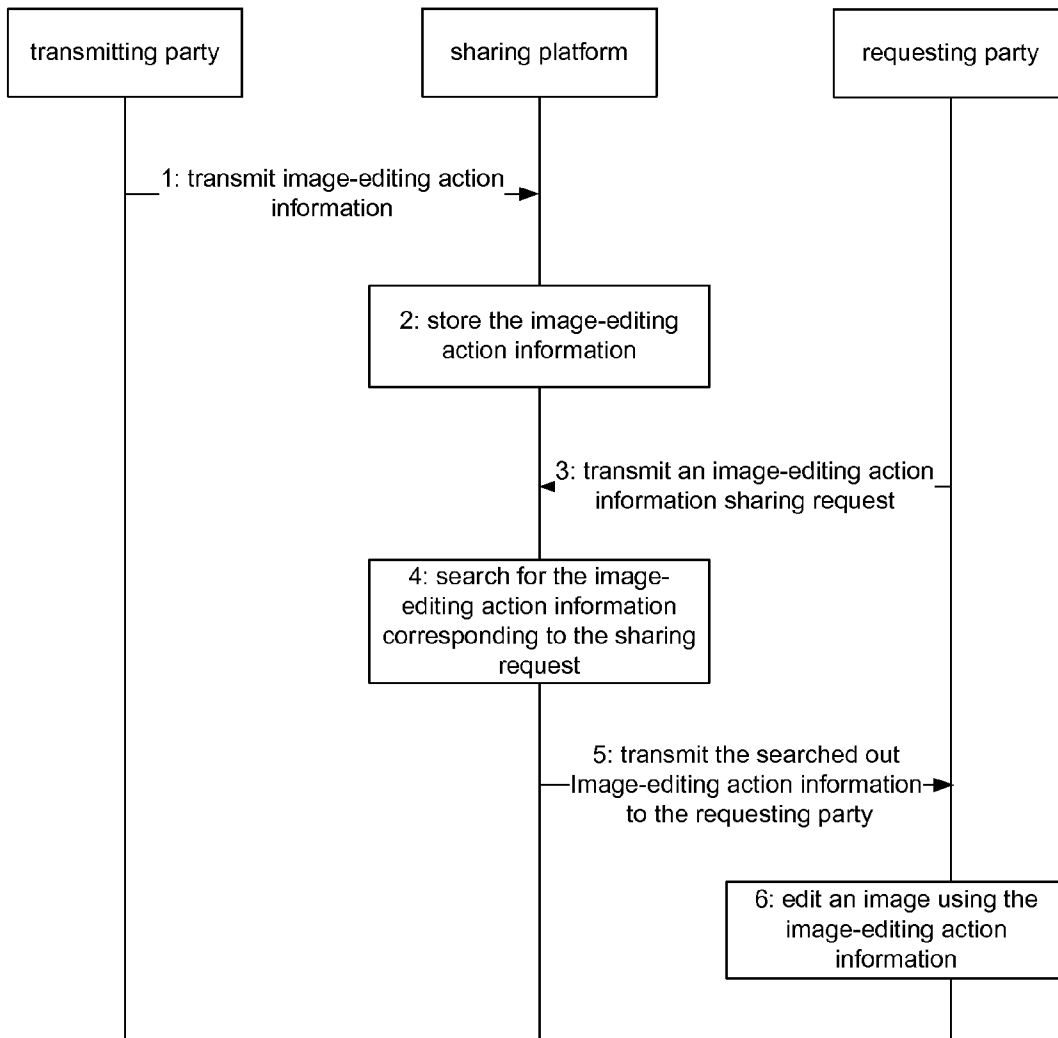 transmitting party
sharing platform
requesting party
1: transmit image-editing action
information
2: store the image-editing
action information
3: transmit an image-editing action
information sharing request
4: search for the image-
editing action information
corresponding to the sharing
request
5: transmit the searched out
Image-editing action information
to the requesting party
6: edit an image using the
image-editing action
information